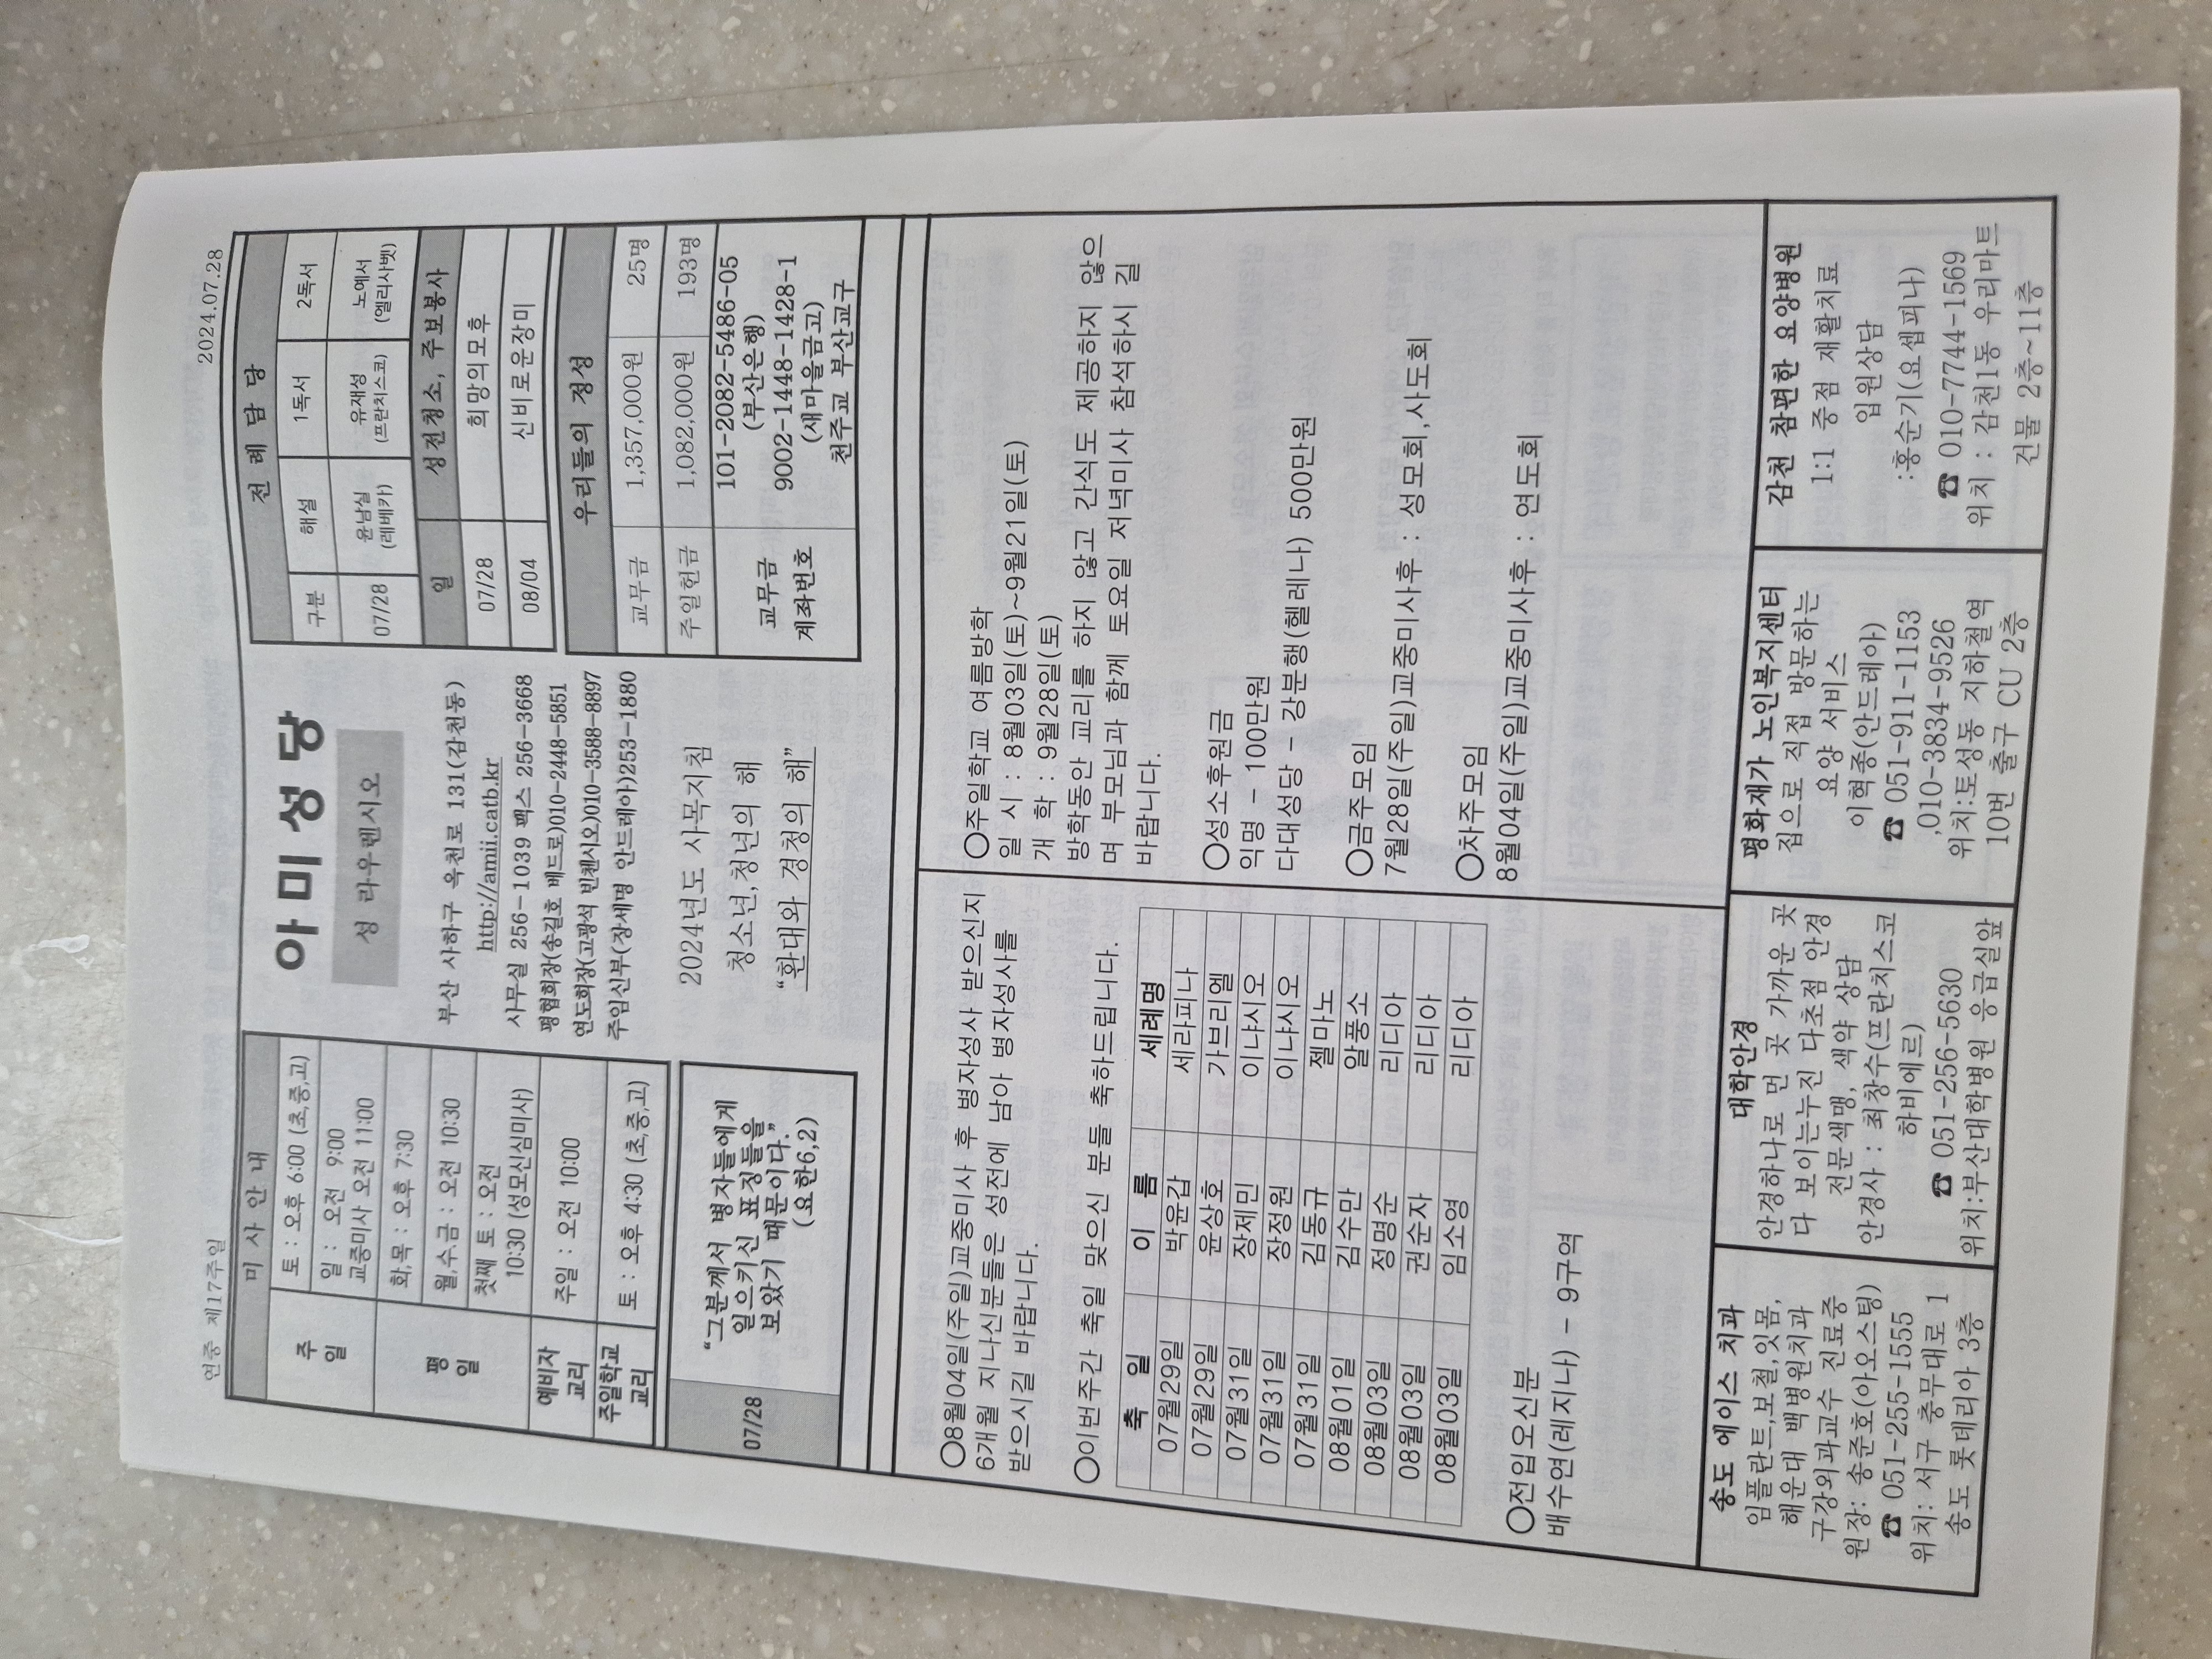 연중 제17주일
2024.07.28
미 사 안 내
주 일
토 : 오후 6:00 (초,중,고)
일 : 오전 9:00
교중미사 오전 11:00
평 일
화,목 : 오후 7:30
월,수,금 : 오전 10:30
첫째 토 : 오전
10:30 (성모신심미사)
예비자 교리
주일 : 오전 10:00
주일학교 교리
토 : 오후 4:30 (초,중,고)
07/28
“그분께서 병자들에게
일으키신 표징들을
보았기 때문이다.”
(요한6,2)
아미성당
성 라우렌시오
부산 사하구 옥천로 131(감천동)
http://amii.catb.kr
사무실 256-1039 팩스 256-3668
평협회장(송길호 베드로)010-2448-5851
연도회장(고광석 빈첸시오)010-3588-8897
주임신부(장세명 안드레아)253-1880
2024년도 사목지침
청소년,청년의 해
“환대와 경청의 해”
전 례 담 당
구분 해설 1독서 2독서
07/28 윤남실 유재성 노예서
(레베카) (프란치스코) (엘리사벳)
일 성전청소, 주보봉사
07/28 희망의모후
08/04 신비로운장미
우리들의 정성
교무금 1,357,000원 25명
주일헌금 1,082,000원 193명
교무금
계좌번호
101-2082-5486-05
(부산은행)
9002-1448-1428-1
(새마을금고)
천주교 부산교구
○8월04일(주일)교중미사 후 병자성사 받으신지
6개월 지나신분들은 성전에 남아 병자성사를
받으시길 바랍니다.
○이번주간 축일 맞으신 분들 축하드립니다.
축 일 이 름 세례명
07월29일 박윤갑 세라피나
07월29일 윤상호 가브리엘
07월31일 장제민 이냐시오
07월31일 장정원 이냐시오
07월31일 김동규 젤마노
08월01일 김수만 알퐁소
08월03일 정명순 리디아
08월03일 권순자 리디아
08월03일 임소영 리디아
○전입오신분
배수연(레지나) - 9구역
○주일학교 여름방학
일 시 : 8월03일(토)~9월21일(토)
개 학 : 9월28일(토)
방학동안 교리를 하지 않고 간식도 제공하지 않으
며 부모님과 함께 토요일 저녁미사 참석하시 길
바랍니다.
○성소후원금
익명 - 100만원
다대성당 - 강분행(헬레나) 500만원
○금주모임
7월28일(주일)교중미사후 : 성모회,사도회
○차주모임
8월04일(주일)교중미사후 : 연도회
송도 에이스 치과
임플란트,보철,잇몸,
해운대 백병원치과
구강외과교수 진료중
원장: 송준호(아오스팅)
☎ 051-255-1555
위치: 서구 충무대로 1
송도 롯데리아 3층
대학안경
안경하나로 먼 곳 가까운 곳
다 보이는누진 다초점 안경
전문색맹, 색약 상담
안경사 : 최창수(프란치스코
하비에르)
☎ 051-256-5630
위치:부산대학병원 응급실앞
평화재가 노인복지센터
집으로 직접 방문하는
요양 서비스
이혁종(안드레아)
☎ 051-911-1153
,010-3834-9526
위치:토성동 지하철역
10번 출구 CU 2층
감천 참편한 요양병원
1:1 중점 재활치료
입원상담
:홍순기(요셉피나)
☎ 010-7744-1569
위치 : 감천1동 우리마트
건물 2층~11층